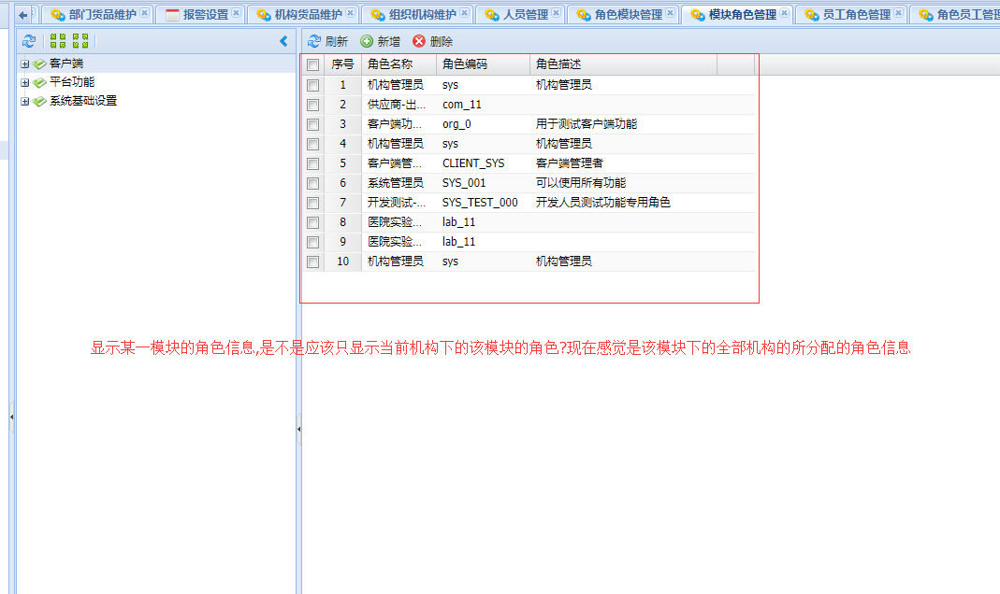 部门货品维护 报警设置 机构货品维护 组织机构维护 人员管理 角色模块管理 模块角色管理 员工角色管理 角色员工管理
刷新 新增 删除
客户端
平台功能
系统基础设置
序号 角色名称 角色编码 角色描述
1 机构管理员 sys 机构管理员
2 供应商-出... com_11
3 客户端功... org_0 用于测试客户端功能
4 机构管理员 sys 机构管理员
5 客户端管... CLIENT_SYS 客户端管理者
6 系统管理员 SYS_001 可以使用所有功能
7 开发测试-... SYS_TEST_000 开发人员测试功能专用角色
8 医院实验... lab_11
9 医院实验... lab_11
10 机构管理员 sys 机构管理员
显示某一模块的角色信息,是不是应该只显示当前机构下的该模块的角色?现在感觉是该模块下的全部机构的所分配的角色信息